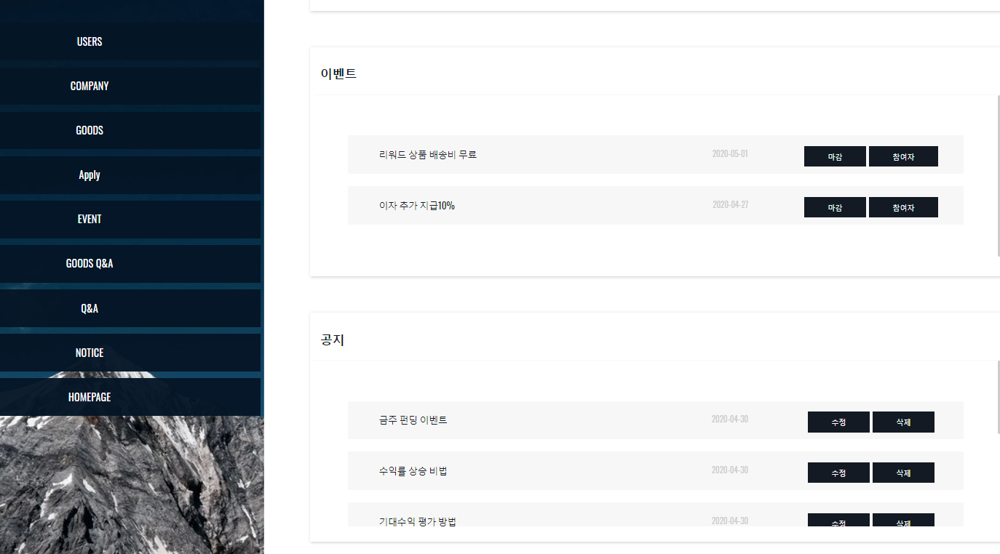 USERS
COMPANY
GOODS
Apply
EVENT
GOODS Q&A
Q&A
NOTICE
HOMEPAGE
이벤트
리워드 상품 배송비 무료 2020-05-01 마감 참여자
이자 추가 지급10% 2020-04-27 마감 참여자
공지
금주 펀딩 이벤트 2020-04-30 수정 삭제
수익률 상승 비법 2020-04-30 수정 삭제
기대수익 평가 방법 2020-04-30 수정 삭제